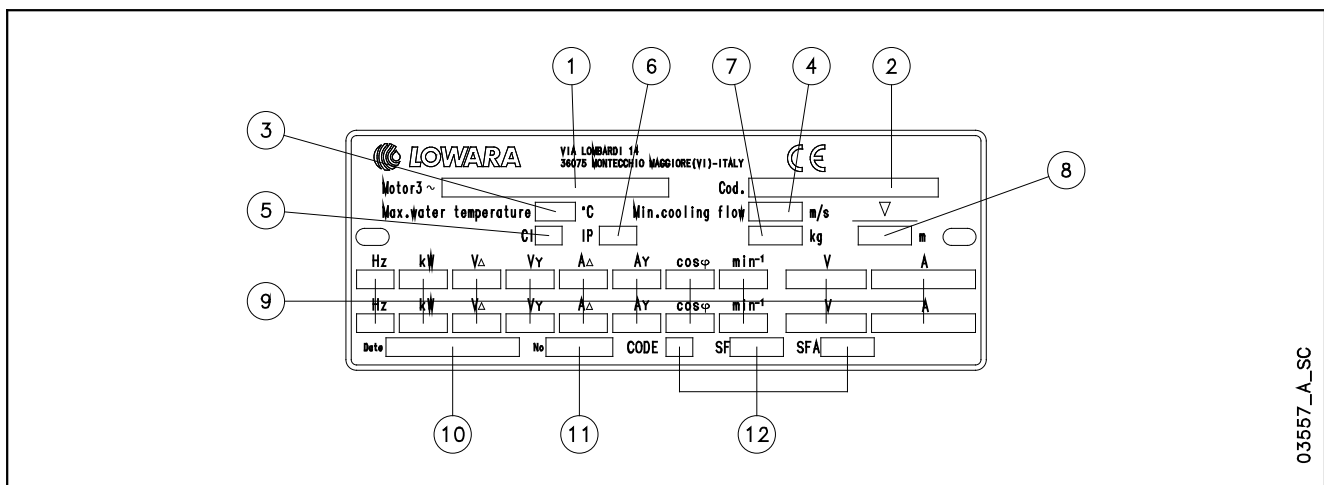 1 6 7 4 2
3
LOWARA VIA LOMBARDI 14 CE
36075 MONTECCHIO MAGGIORE(VI)-ITALY
Motor3 ~ Cod.
8
Max.water temperature °C Min.cooling flow m/s ▽
5 Cl IP kg m
Hz kW V△ VY A△ AY cosφ min⁻¹ V A
9
Hz kW V△ VY A△ AY cosφ min⁻¹ V A
Date No CODE SF SFA
10 11 12
03557_A_SC